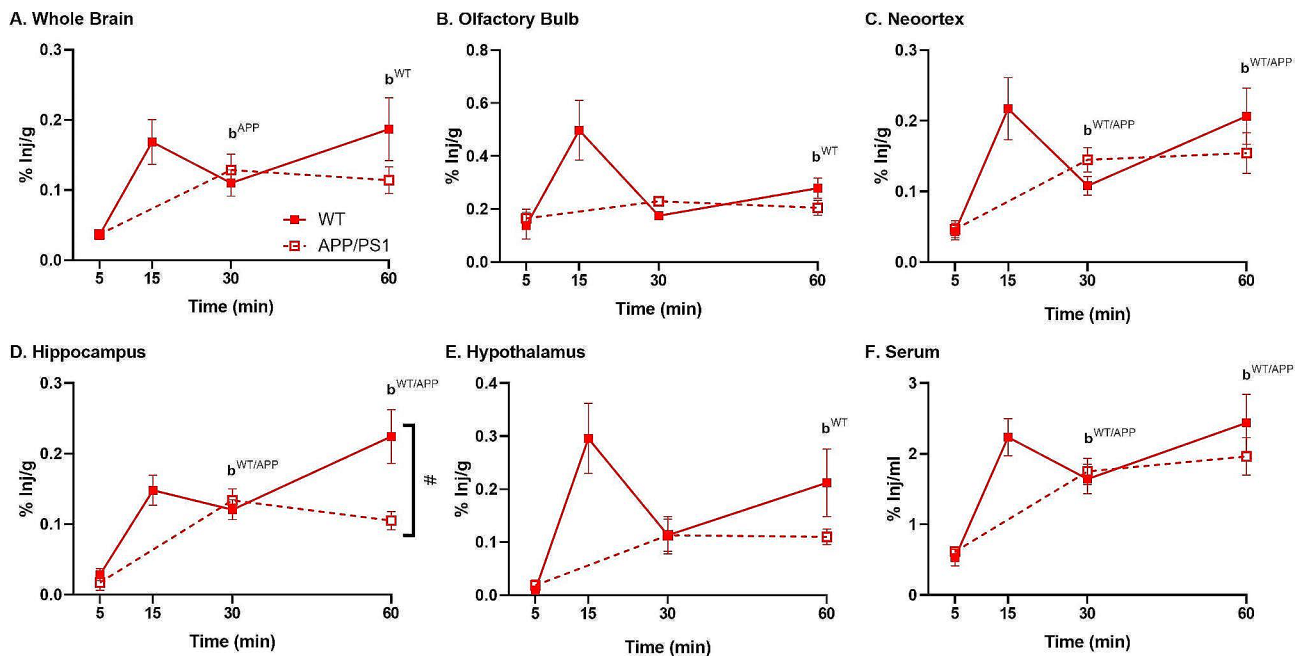 A. Whole Brain
% Inj/g
0.3
0.2
0.1
0.0
b^APP
b^WT
WT
APP/PS1
5 15 30 60
Time (min)
B. Olfactory Bulb
% Inj/g
0.8
0.6
0.4
0.2
0.0
b^WT
5 15 30 60
Time (min)
C. Neoortex
% Inj/g
0.3
0.2
0.1
0.0
b^WT/APP
b^WT/APP
5 15 30 60
Time (min)
D. Hippocampus
% Inj/g
0.3
0.2
0.1
0.0
b^WT/APP
b^WT/APP
#
5 15 30 60
Time (min)
E. Hypothalamus
% Inj/g
0.4
0.3
0.2
0.1
0.0
b^WT
5 15 30 60
Time (min)
F. Serum
% Inj/ml
3
2
1
0
b^WT/APP
b^WT/APP
5 15 30 60
Time (min)